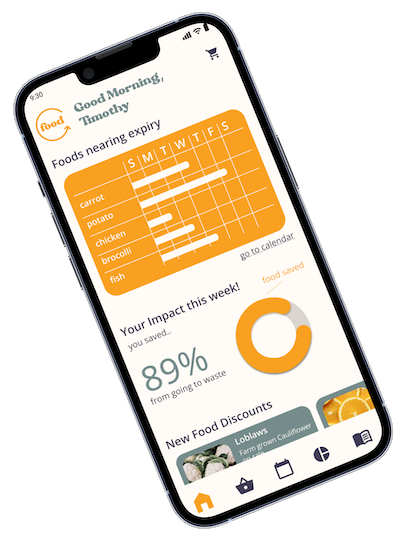 9:30
food
Good Morning,
Timothy
Foods nearing expiry
S M T W T F S
carrot
potato
chicken
brocolli
fish
go to calendar
Your Impact this week!
you saved..
food saved
89%
from going to waste
New Food Discounts
Loblaws
Farm grown Cauliflower